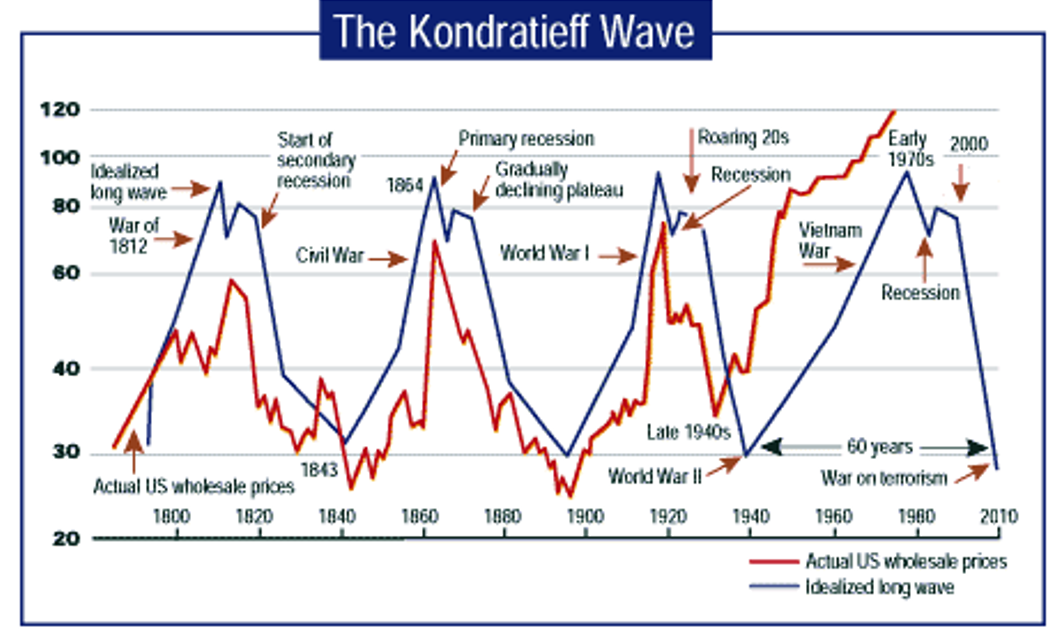 The Kondratieff Wave
120
100
80
60
40
30
20
Idealized
long wave
War of
1812
Start of
secondary
recession
1864
Primary recession
Gradually
declining plateau
Civil War
World War I
Roaring 20s
Recession
Early
1970s
2000
Vietnam
War
Recession
1843
Late 1940s
World War II
60 years
War on terrorism
Actual US wholesale prices
1800 1820 1840 1860 1880 1900 1920 1940 1960 1980 2010
Actual US wholesale prices
Idealized long wave